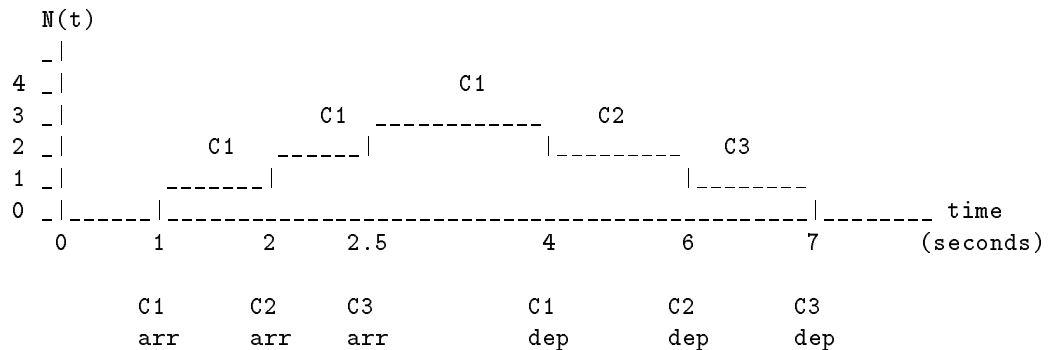 N(t)
4 C1
3 C1 C2
2 C1 C3
1
0 time
0 1 2 2.5 4 6 7 (seconds)
C1 C2 C3 C1 C2 C3
arr arr arr dep dep dep